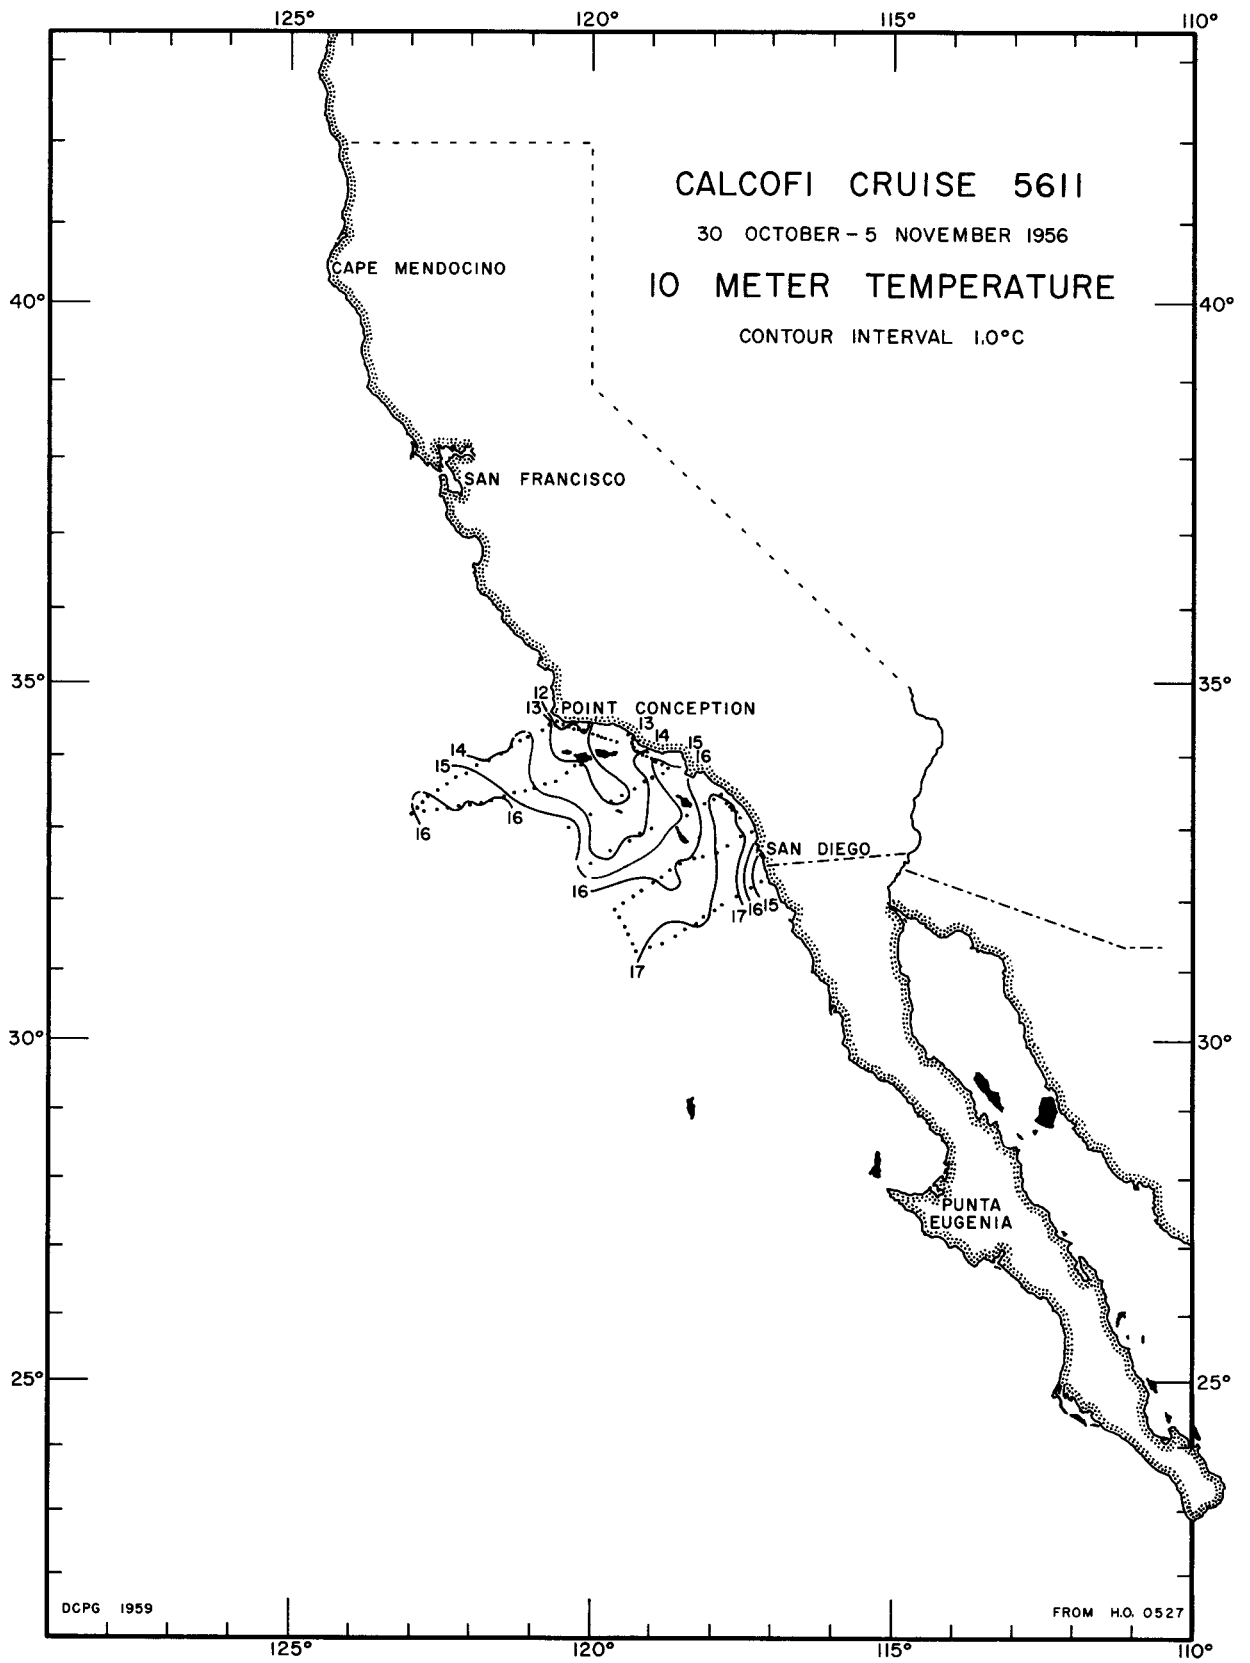 125° 120° 115° 110°
CALCOFI CRUISE 5611
30 OCTOBER – 5 NOVEMBER 1956
10 METER TEMPERATURE
CONTOUR INTERVAL 1.0°C
CAPE MENDOCINO
40° 40°
SAN FRANCISCO
35° 35°
12
13 POINT CONCEPTION
13
14
15
16
14
15
16
16
SAN DIEGO
16
17 16 15
17
30° 30°
PUNTA
EUGENIA
25° 25°
DCPG 1959
FROM H.O. 0527
125° 120° 115° 110°